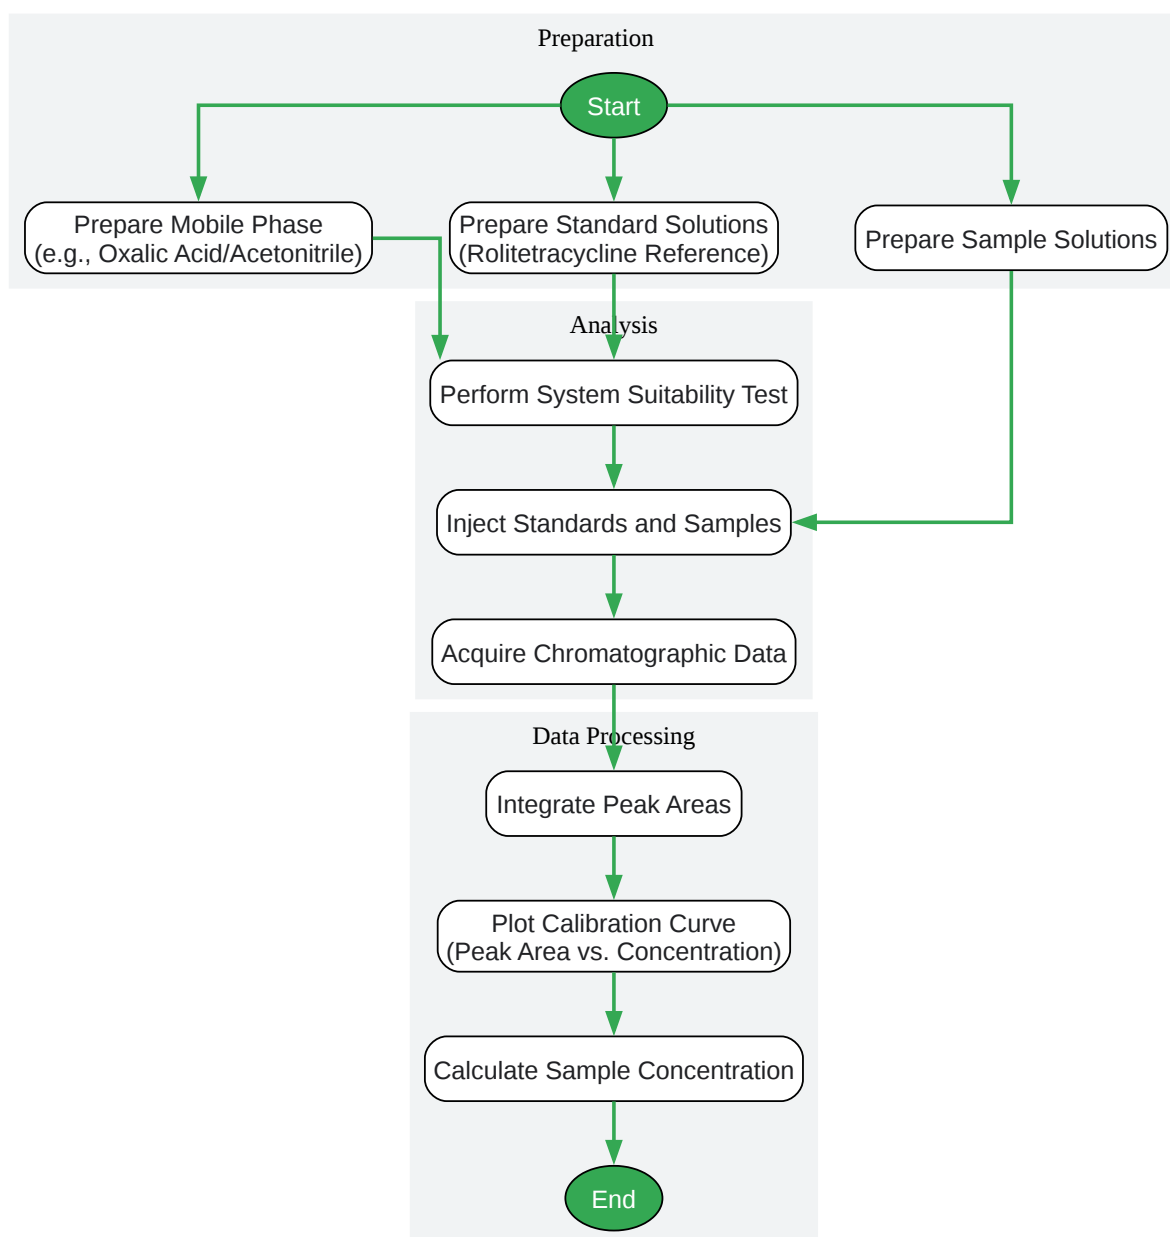 Preparation
Start
Prepare Mobile Phase
(e.g., Oxalic Acid/Acetonitrile)
Prepare Standard Solutions
(Rolitetracycline Reference)
Prepare Sample Solutions
Analysis
Perform System Suitability Test
Inject Standards and Samples
Acquire Chromatographic Data
Data Processing
Integrate Peak Areas
Plot Calibration Curve
(Peak Area vs. Concentration)
Calculate Sample Concentration
End